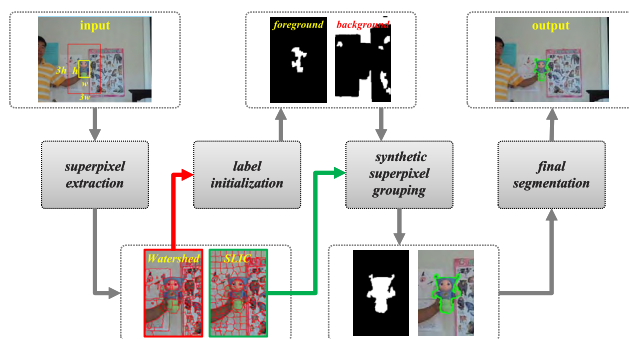 input
3h
h
w
3w
foreground
background
output
superpixel
extraction
label
initialization
synthetic
superpixel
grouping
final
segmentation
Watershed
SLIC